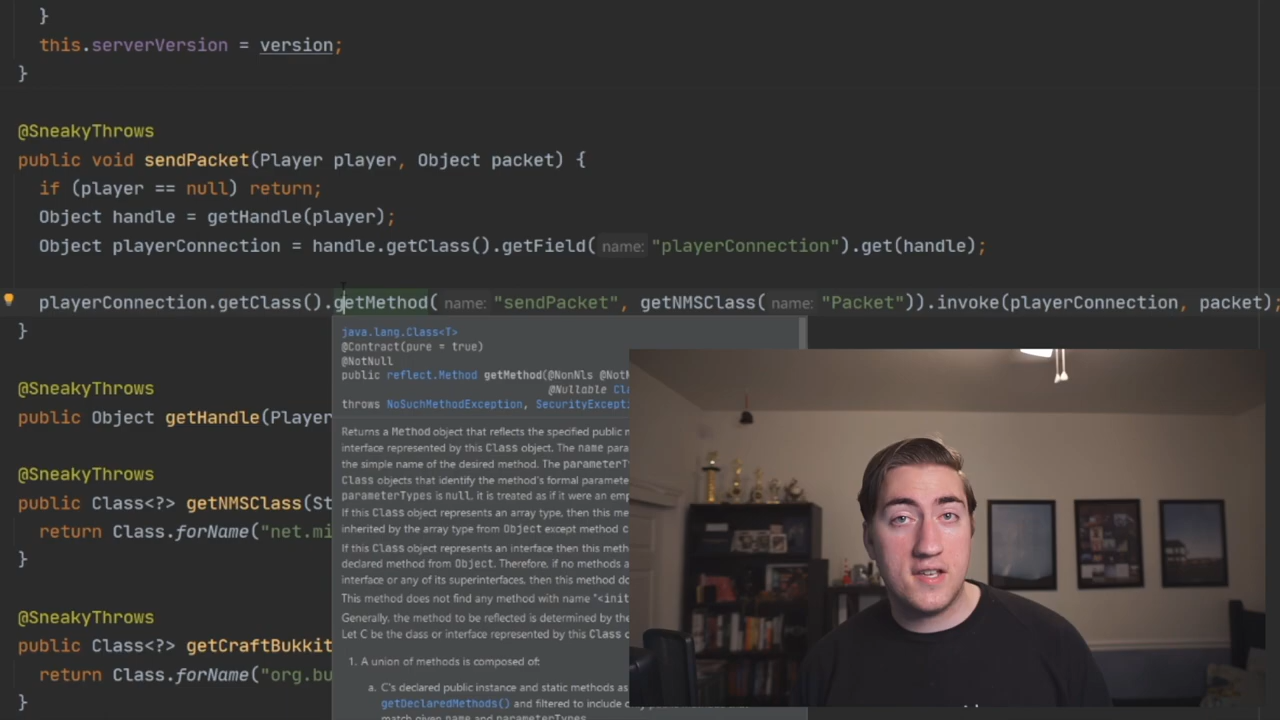 }
this.serverVersion = version;
}
@SneakyThrows
public void sendPacket(Player player, Object packet) {
if (player == null) return;
Object handle = getHandle(player);
Object playerConnection = handle.getClass().getField( name: "playerConnection").get(handle);
playerConnection.getClass().getMethod( name: "sendPacket", getNMSClass( name: "Packet")).invoke(playerConnection, packet);
}
java.lang.Class<T>
@Contract(pure = true)
@NotNull
public reflect.Method getMethod(@NonNls @NotN
@Nullable Cla
throws NoSuchMethodException, SecurityExcepti
@SneakyThrows
public Object getHandle(Player
Returns a Method object that reflects the specified public m
interface represented by this Class object. The name para
the simple name of the desired method. The parameterTy
Class objects that identify the method's formal parameter
parameterTypes is null, it is treated as if it were an emp
If this Class object represents an array type, then this met
inherited by the array type from Object except method c
If this Class object represents an interface then this meth
declared method from Object. Therefore, if no methods a
interface or any of its superinterfaces, then this method do
This method does not find any method with name "<init
Generally, the method to be reflected is determined by the
Let C be the class or interface represented by this Class o
1. A union of methods is composed of:
a. C's declared public instance and static methods as
getDeclaredMethods() and filtered to include o
match given name and parameterTypes
@SneakyThrows
public Class<?> getNMSClass(St
return Class.forName("net.mi
}
@SneakyThrows
public Class<?> getCraftBukkit
return Class.forName("org.bu
}